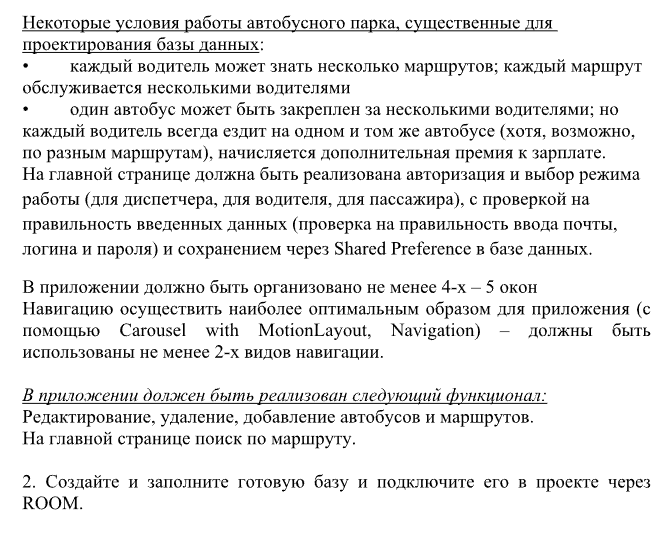 Некоторые условия работы автобусного парка, существенные для
проектирования базы данных:
• каждый водитель может знать несколько маршрутов; каждый маршрут
обслуживается несколькими водителями
• один автобус может быть закреплен за несколькими водителями; но
каждый водитель всегда ездит на одном и том же автобусе (хотя, возможно,
по разным маршрутам), начисляется дополнительная премия к зарплате.
На главной странице должна быть реализована авторизация и выбор режима
работы (для диспетчера, для водителя, для пассажира), с проверкой на
правильность введенных данных (проверка на правильность ввода почты,
логина и пароля) и сохранением через Shared Preference в базе данных.
В приложении должно быть организовано не менее 4-х – 5 окон
Навигацию осуществить наиболее оптимальным образом для приложения (с
помощью Carousel with MotionLayout, Navigation) – должны быть
использованы не менее 2-х видов навигации.
В приложении должен быть реализован следующий функционал:
Редактирование, удаление, добавление автобусов и маршрутов.
На главной странице поиск по маршруту.
2. Создайте и заполните готовую базу и подключите его в проекте через
ROOM.